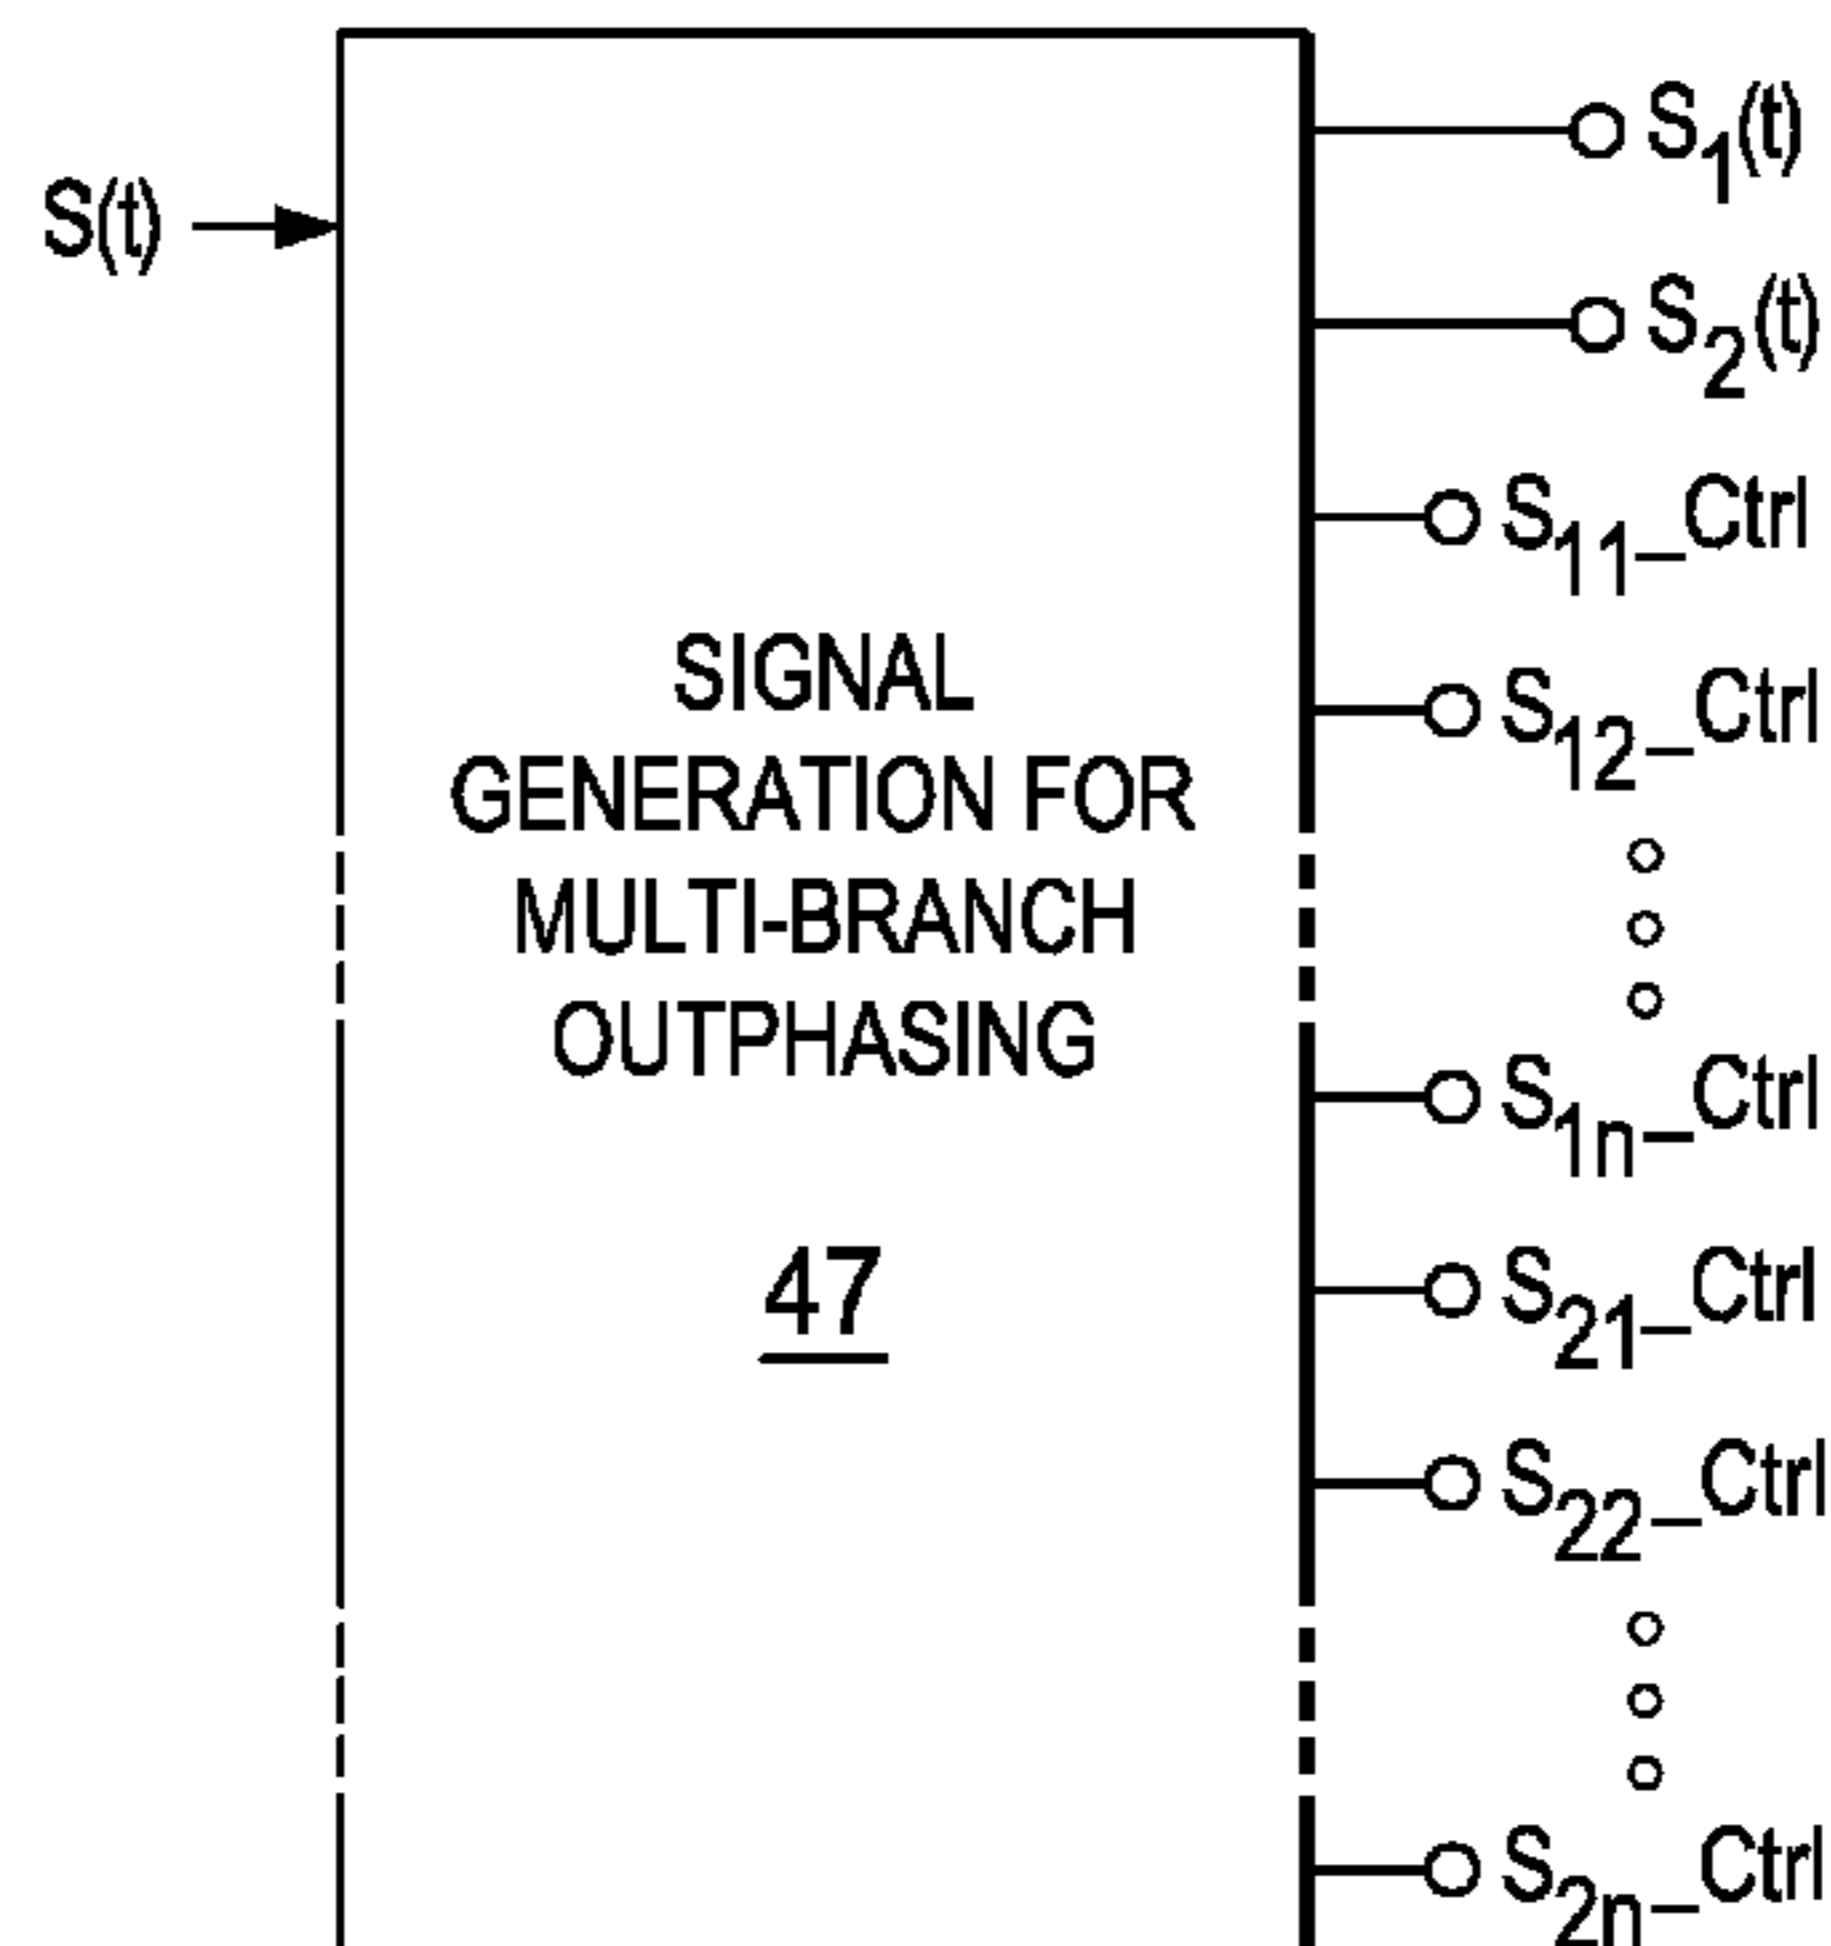 S(t)
SIGNAL
GENERATION FOR
MULTI-BRANCH
OUTPHASING
47
S1(t)
S2(t)
S11_Ctrl
S12_Ctrl
S1n_Ctrl
S21_Ctrl
S22_Ctrl
S2n_Ctrl